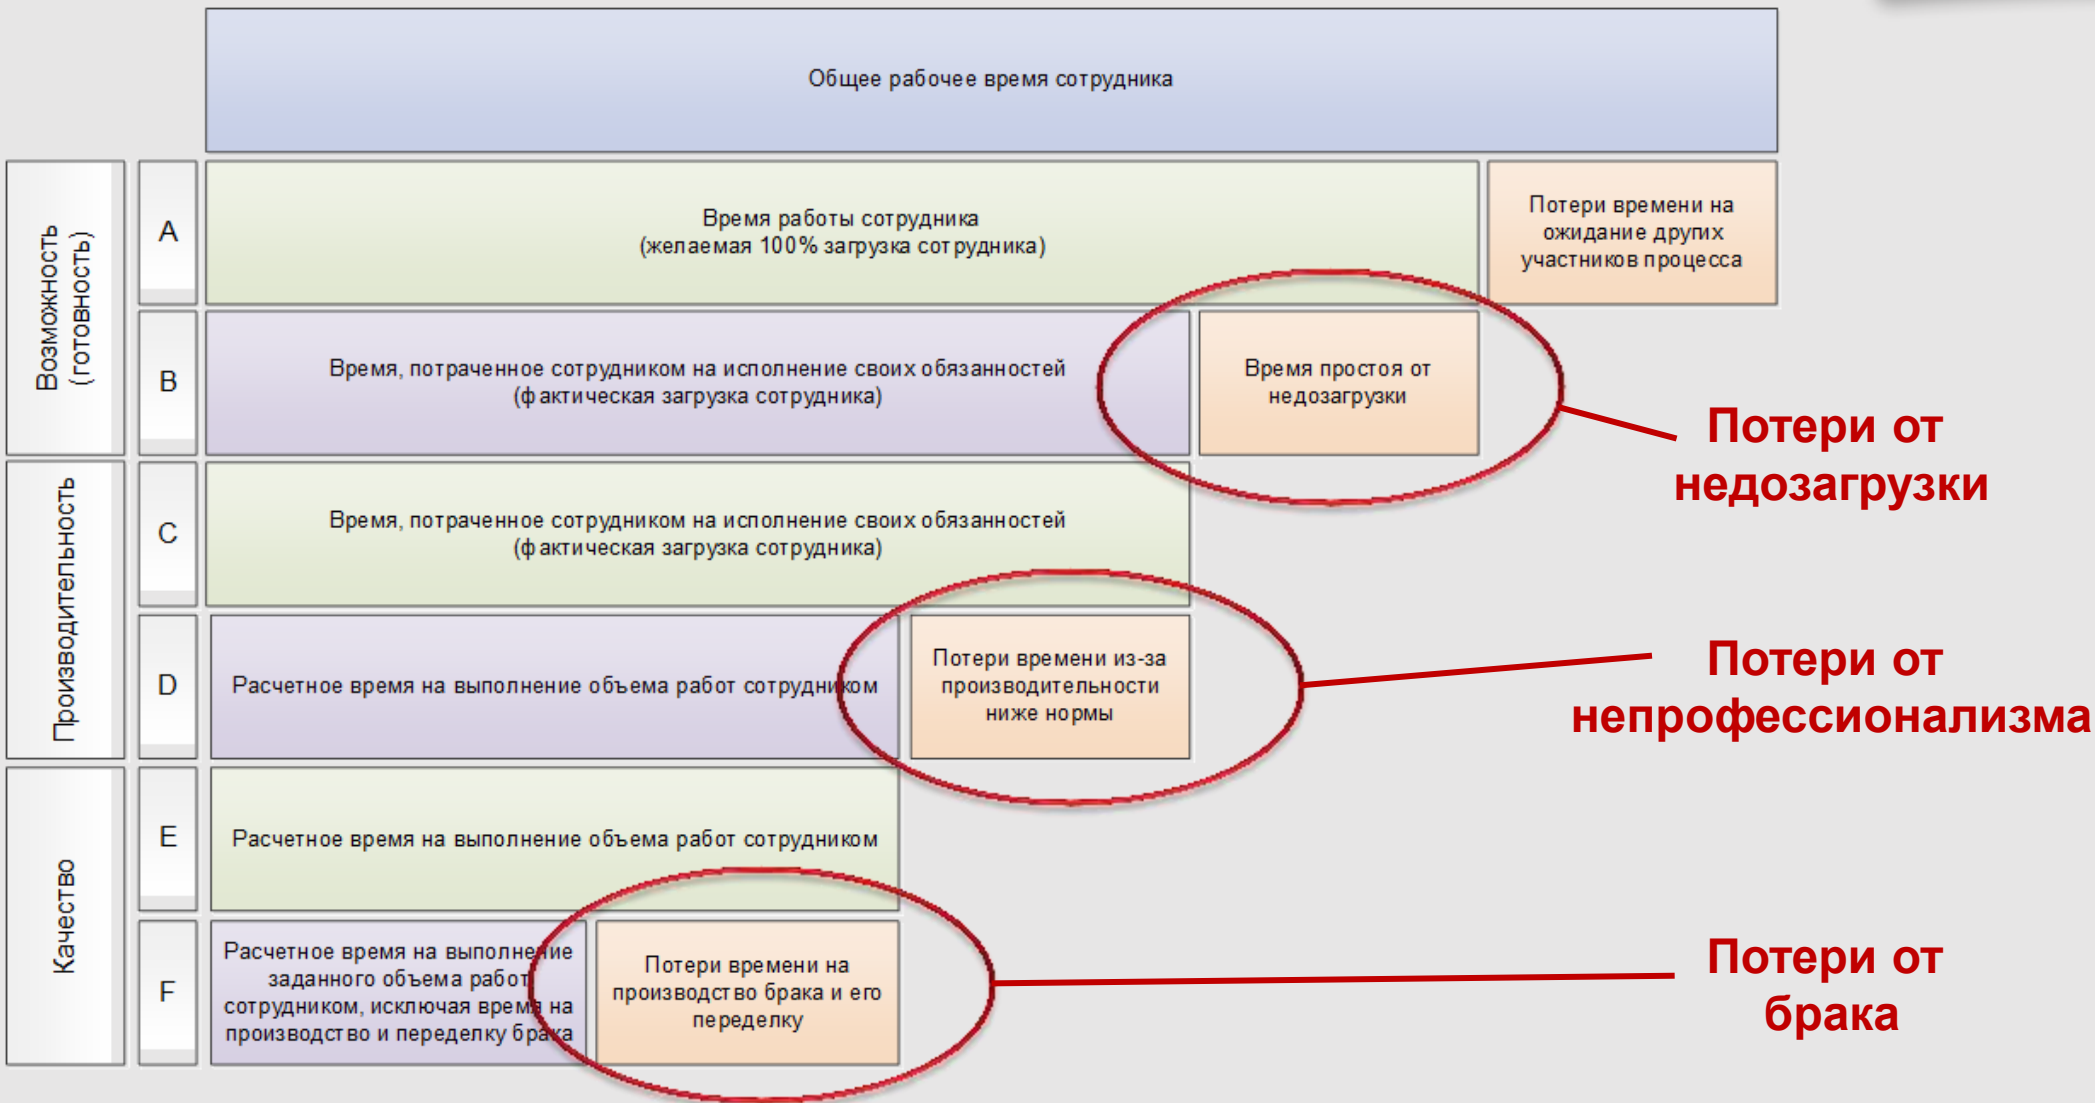 Общее рабочее время сотрудника
Возможность
(готовность)
A
Время работы сотрудника
(желаемая 100% загрузка сотрудника)
Потери времени на
ожидание других
участников процесса
B
Время, потраченное сотрудником на исполнение своих обязанностей
(фактическая загрузка сотрудника)
Время простоя от
недозагрузки
Потери от
недозагрузки
Производительность
C
Время, потраченное сотрудником на исполнение своих обязанностей
(фактическая загрузка сотрудника)
D
Расчетное время на выполнение объема работ сотрудником
Потери времени из-за
производительности
ниже нормы
Потери от
непрофессионализма
Качество
E
Расчетное время на выполнение объема работ сотрудником
F
Расчетное время на выполнение
заданного объема работ
сотрудником, исключая время на
производство и переделку брака
Потери времени на
производство брака и его
переделку
Потери от
брака